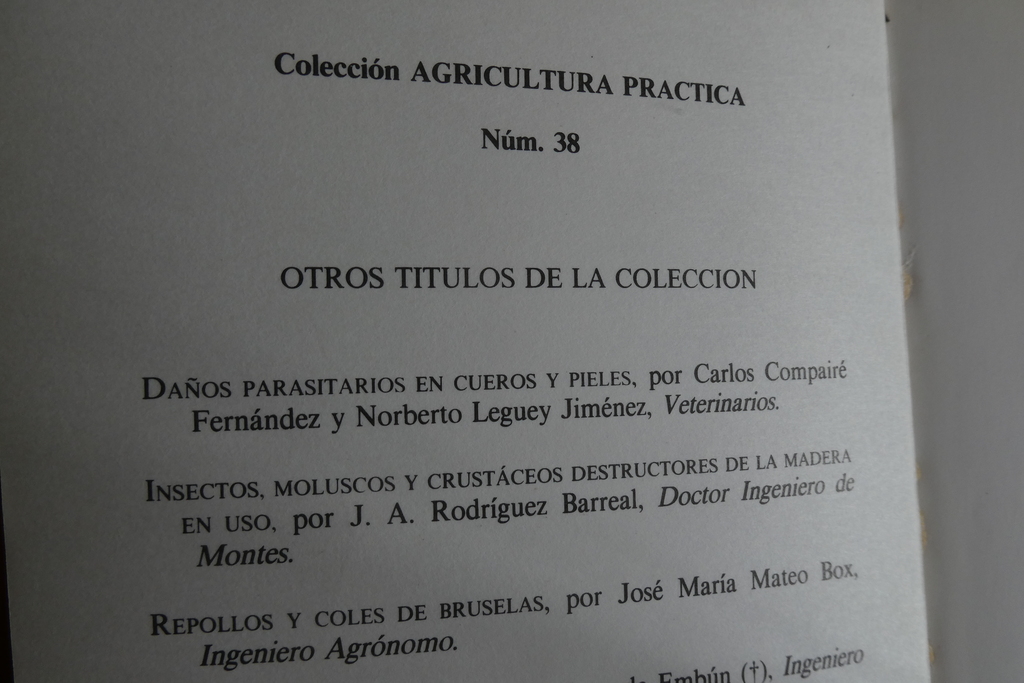 Colección AGRICULTURA PRACTICA
Núm. 38
OTROS TITULOS DE LA COLECCION
DAÑOS PARASITARIOS EN CUEROS Y PIELES, por Carlos Compairé
Fernández y Norberto Leguey Jiménez, Veterinarios.
INSECTOS, MOLUSCOS Y CRUSTÁCEOS DESTRUCTORES DE LA MADERA
EN USO, por J. A. Rodríguez Barreal, Doctor Ingeniero de
Montes.
REPOLLOS Y COLES DE BRUSELAS, por José María Mateo Box,
Ingeniero Agrónomo.
Embún (†), Ingeniero